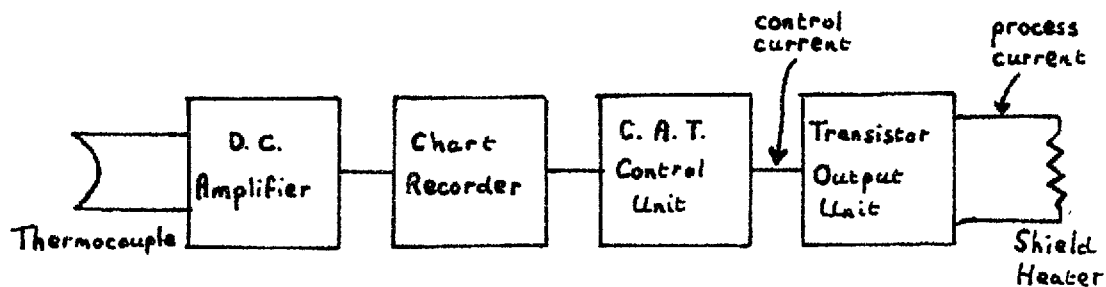 control
current
process
current
D.C.
Amplifier
Chart
Recorder
C.A.T.
Control
Unit
Transistor
Output
Unit
Thermocouple
Shield
Heater